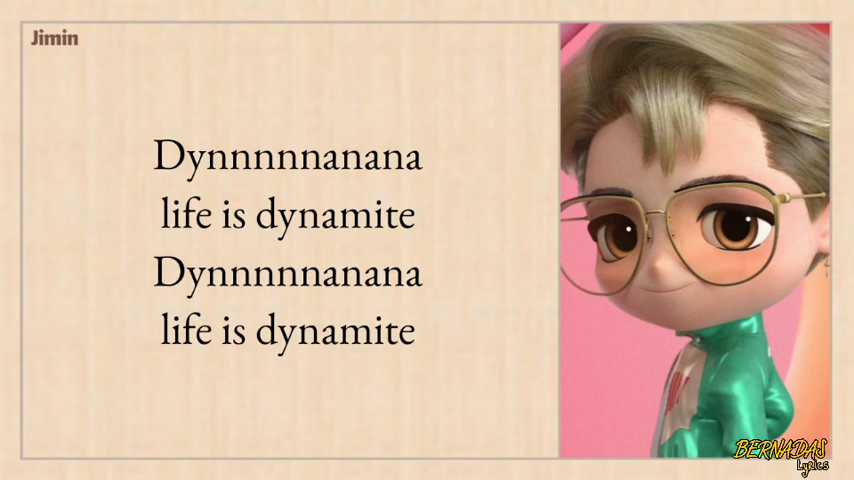 Jimin
Dynnnnnanana
life is dynamite
Dynnnnnanana
life is dynamite
BERNADAS
Lyrics